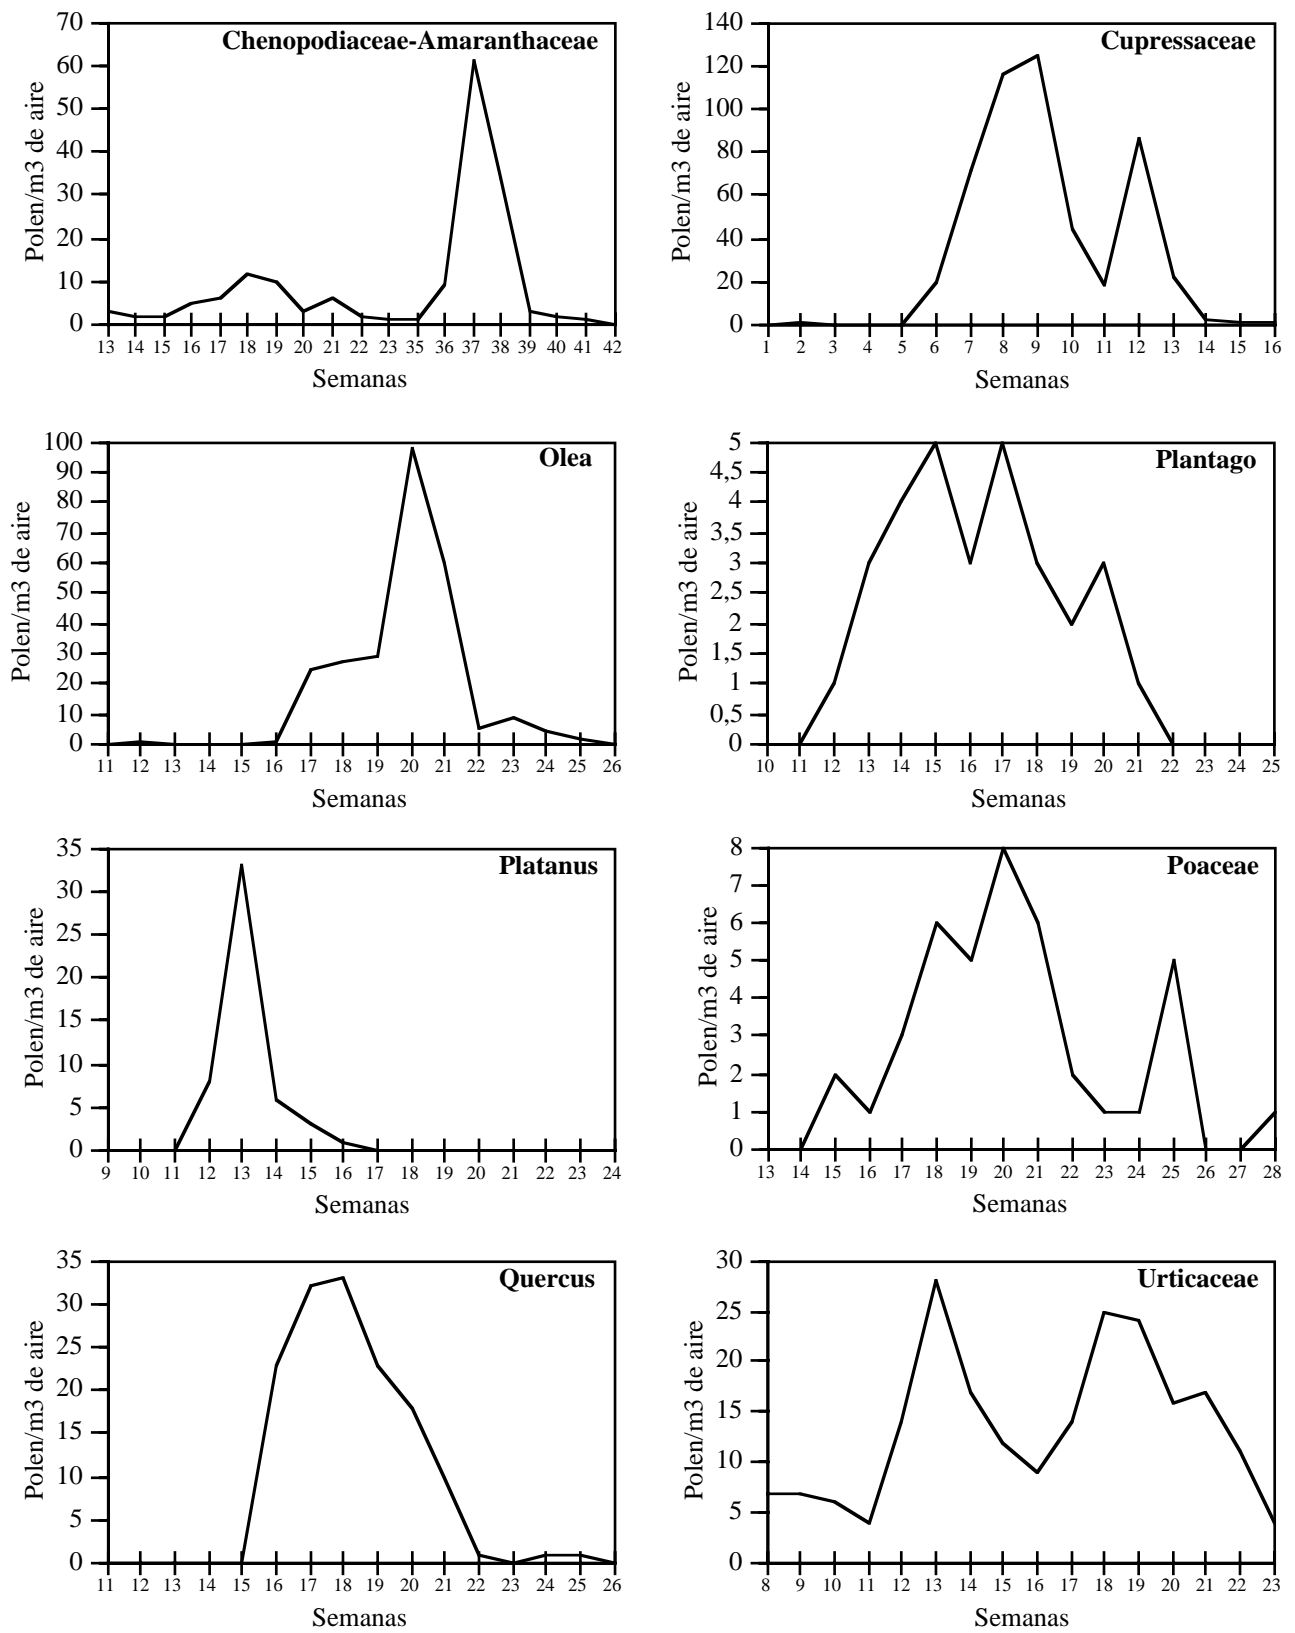 Chenopodiaceae-Amaranthaceae
Polen/m3 de aire
70
60
50
40
30
20
10
0
13 14 15 16 17 18 19 20 21 22 23 35 36 37 38 39 40 41 42
Semanas
Cupressaceae
Polen/m3 de aire
140
120
100
80
60
40
20
0
1 2 3 4 5 6 7 8 9 10 11 12 13 14 15 16
Semanas
Olea
Polen/m3 de aire
100
90
80
70
60
50
40
30
20
10
0
11 12 13 14 15 16 17 18 19 20 21 22 23 24 25 26
Semanas
Plantago
Polen/m3 de aire
5
4,5
4
3,5
3
2,5
2
1,5
1
0,5
0
10 11 12 13 14 15 16 17 18 19 20 21 22 23 24 25
Semanas
Platanus
Polen/m3 de aire
35
30
25
20
15
10
5
0
9 10 11 12 13 14 15 16 17 18 19 20 21 22 23 24
Semanas
Poaceae
Polen/m3 de aire
8
7
6
5
4
3
2
1
0
13 14 15 16 17 18 19 20 21 22 23 24 25 26 27 28
Semanas
Quercus
Polen/m3 de aire
35
30
25
20
15
10
5
0
11 12 13 14 15 16 17 18 19 20 21 22 23 24 25 26
Semanas
Urticaceae
Polen/m3 de aire
30
25
20
15
10
5
0
8 9 10 11 12 13 14 15 16 17 18 19 20 21 22 23
Semanas